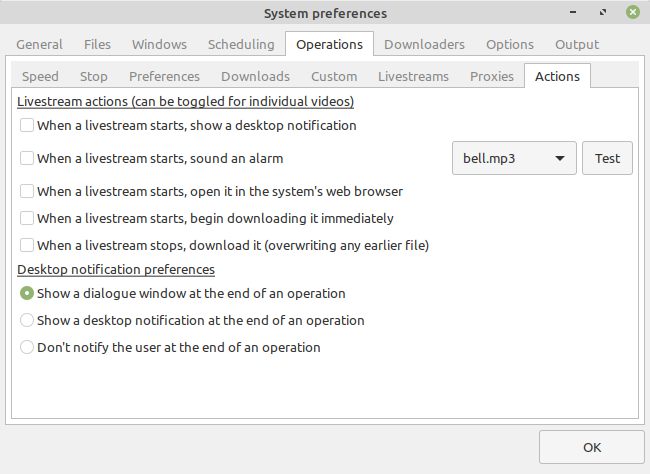 System preferences
General Files Windows Scheduling Operations Downloaders Options Output
Speed Stop Preferences Downloads Custom Livestreams Proxies Actions
Livestream actions (can be toggled for individual videos)
When a livestream starts, show a desktop notification
When a livestream starts, sound an alarm bell.mp3 Test
When a livestream starts, open it in the system's web browser
When a livestream starts, begin downloading it immediately
When a livestream stops, download it (overwriting any earlier file)
Desktop notification preferences
Show a dialogue window at the end of an operation
Show a desktop notification at the end of an operation
Don't notify the user at the end of an operation
OK